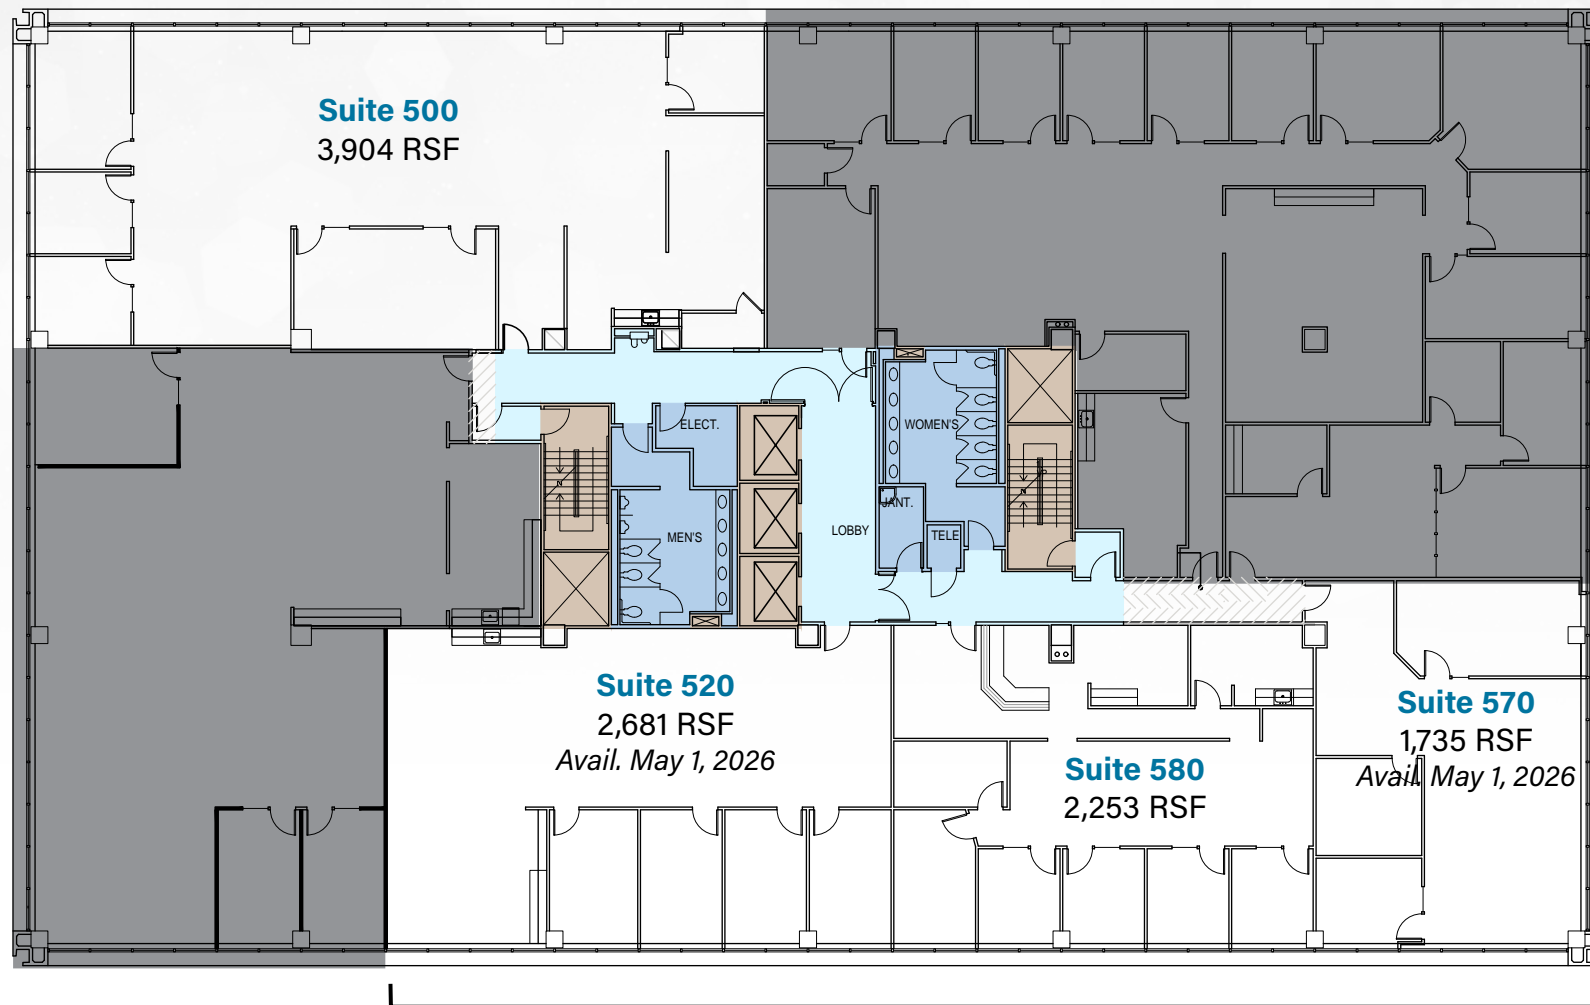 Suite 500
3,904 RSF
ELECT.
WOMEN'S
JANT.
LOBBY
TELE
MEN'S
Suite 520
2,681 RSF
Avail. May 1, 2026
Suite 580
2,253 RSF
Suite 570
1,735 RSF
Avail. May 1, 2026